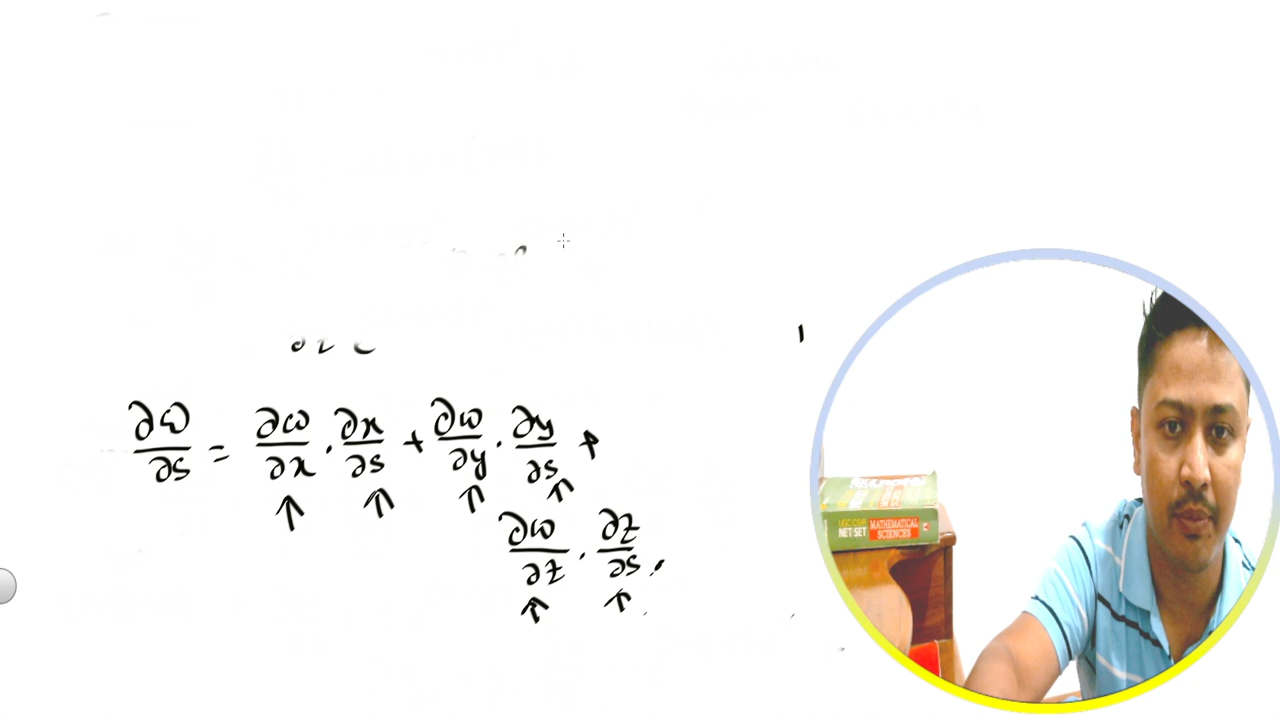 ∂ω/∂s = ∂ω/∂x · ∂x/∂s + ∂ω/∂y · ∂y/∂s +
∂ω/∂z · ∂z/∂s .
UGC CSIR
NET SET
MATHEMATICAL
SCIENCES